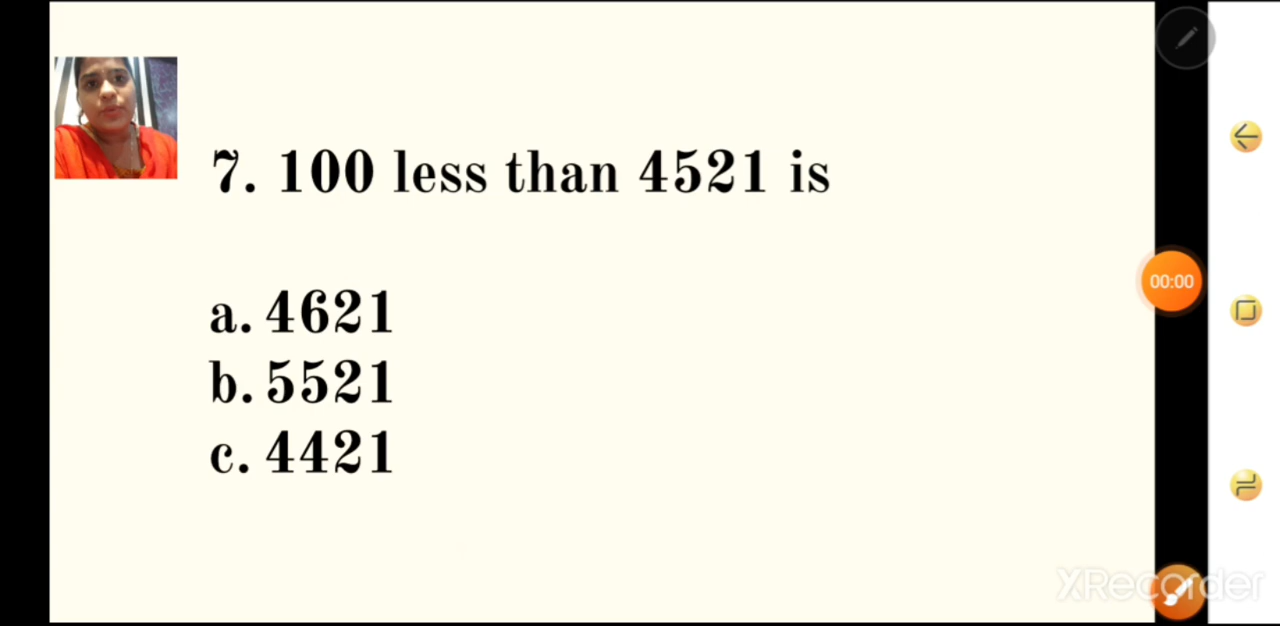 7. 100 less than 4521 is
a. 4621
b. 5521
c. 4421
00:00
XRecorder